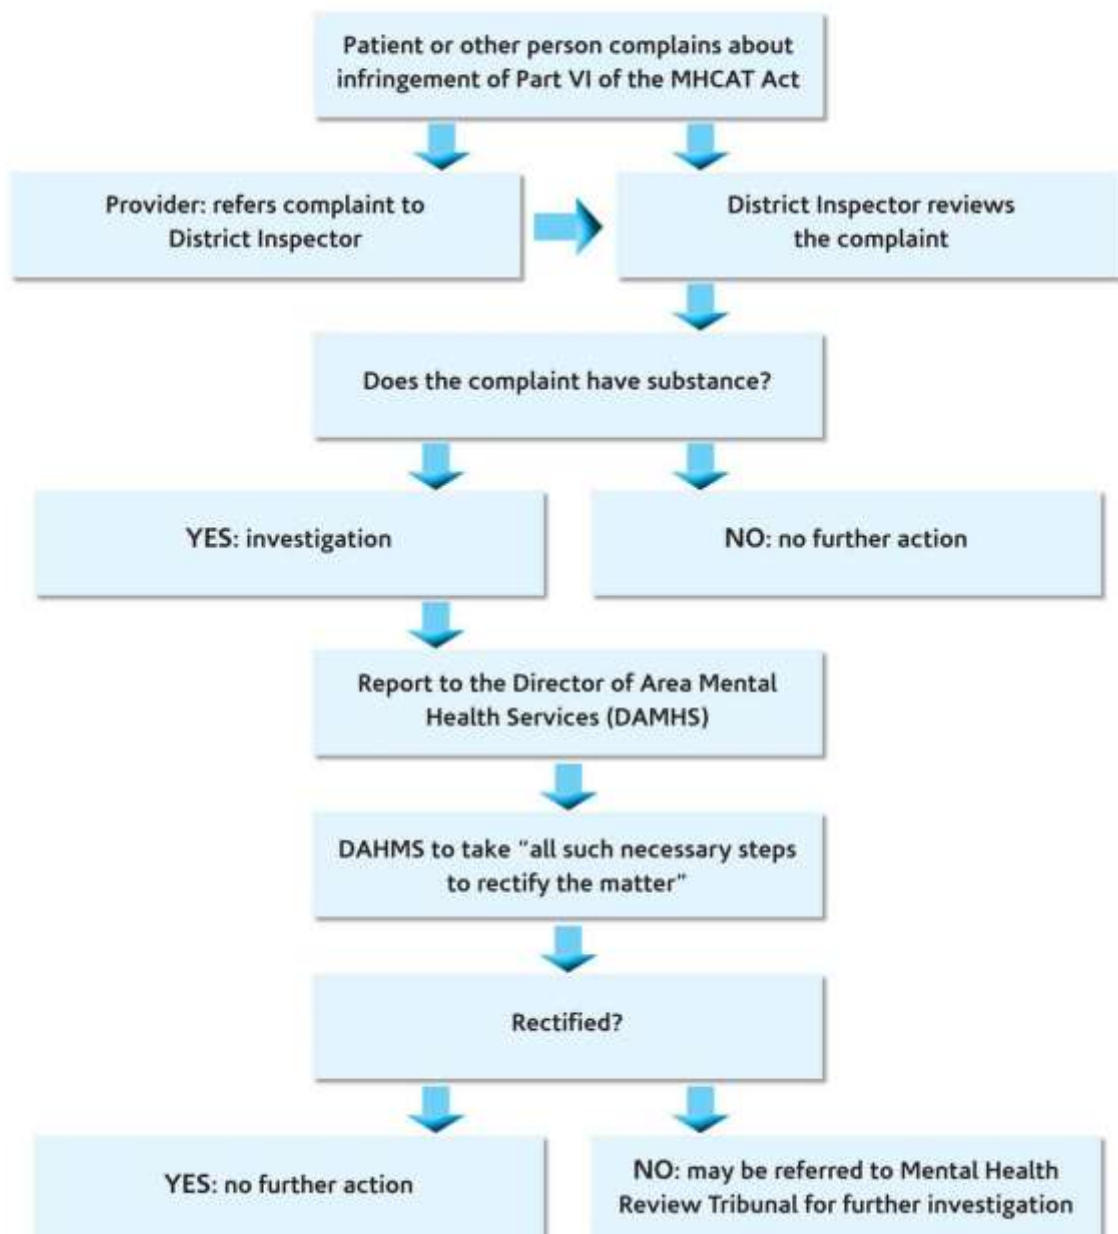 Patient or other person complains about
infringement of Part VI of the MHCAT Act
Provider: refers complaint to
District Inspector
District Inspector reviews
the complaint
Does the complaint have substance?
YES: investigation
NO: no further action
Report to the Director of Area Mental
Health Services (DAMHS)
DAHMS to take “all such necessary steps
to rectify the matter”
Rectified?
YES: no further action
NO: may be referred to Mental Health
Review Tribunal for further investigation